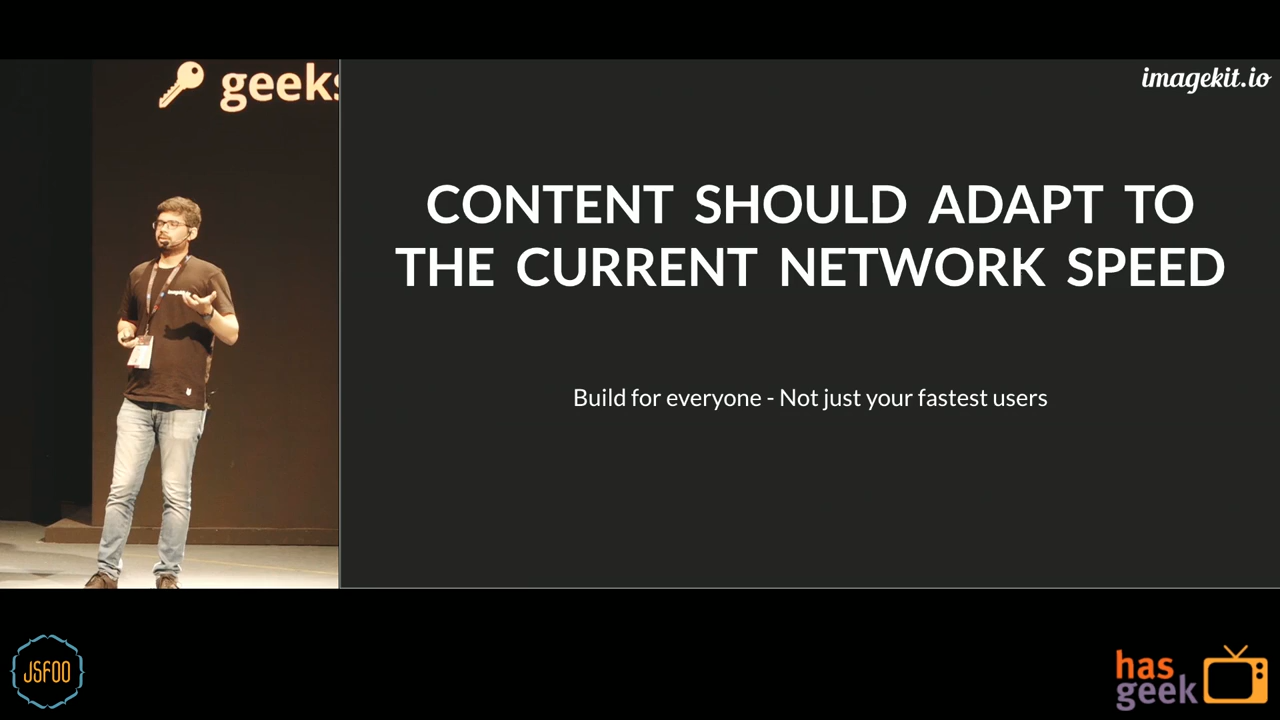 geeks
imagekit.io
CONTENT SHOULD ADAPT TO
THE CURRENT NETWORK SPEED
Build for everyone - Not just your fastest users
JSFOO
has
geek